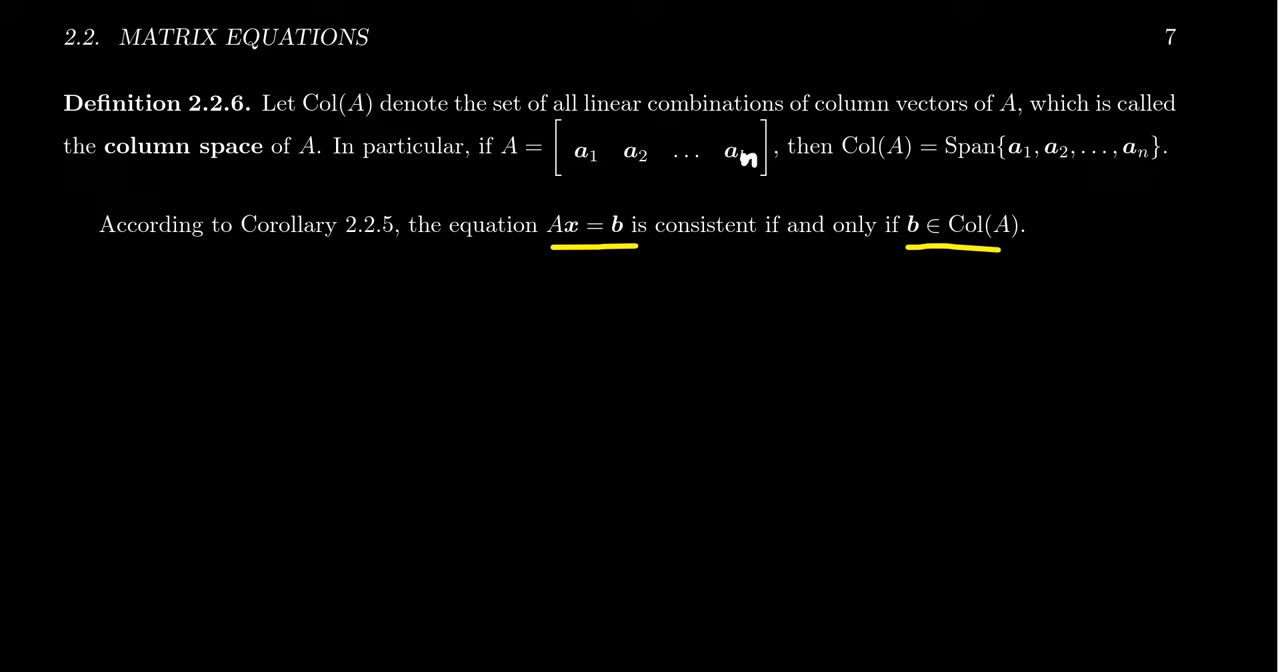 2.2. MATRIX EQUATIONS 7
Definition 2.2.6. Let Col(A) denote the set of all linear combinations of column vectors of A, which is called
the column space of A. In particular, if A = [ a₁ a₂ … aₙ ], then Col(A) = Span{a₁, a₂, . . . , aₙ}.
According to Corollary 2.2.5, the equation Ax = b is consistent if and only if b ∈ Col(A).